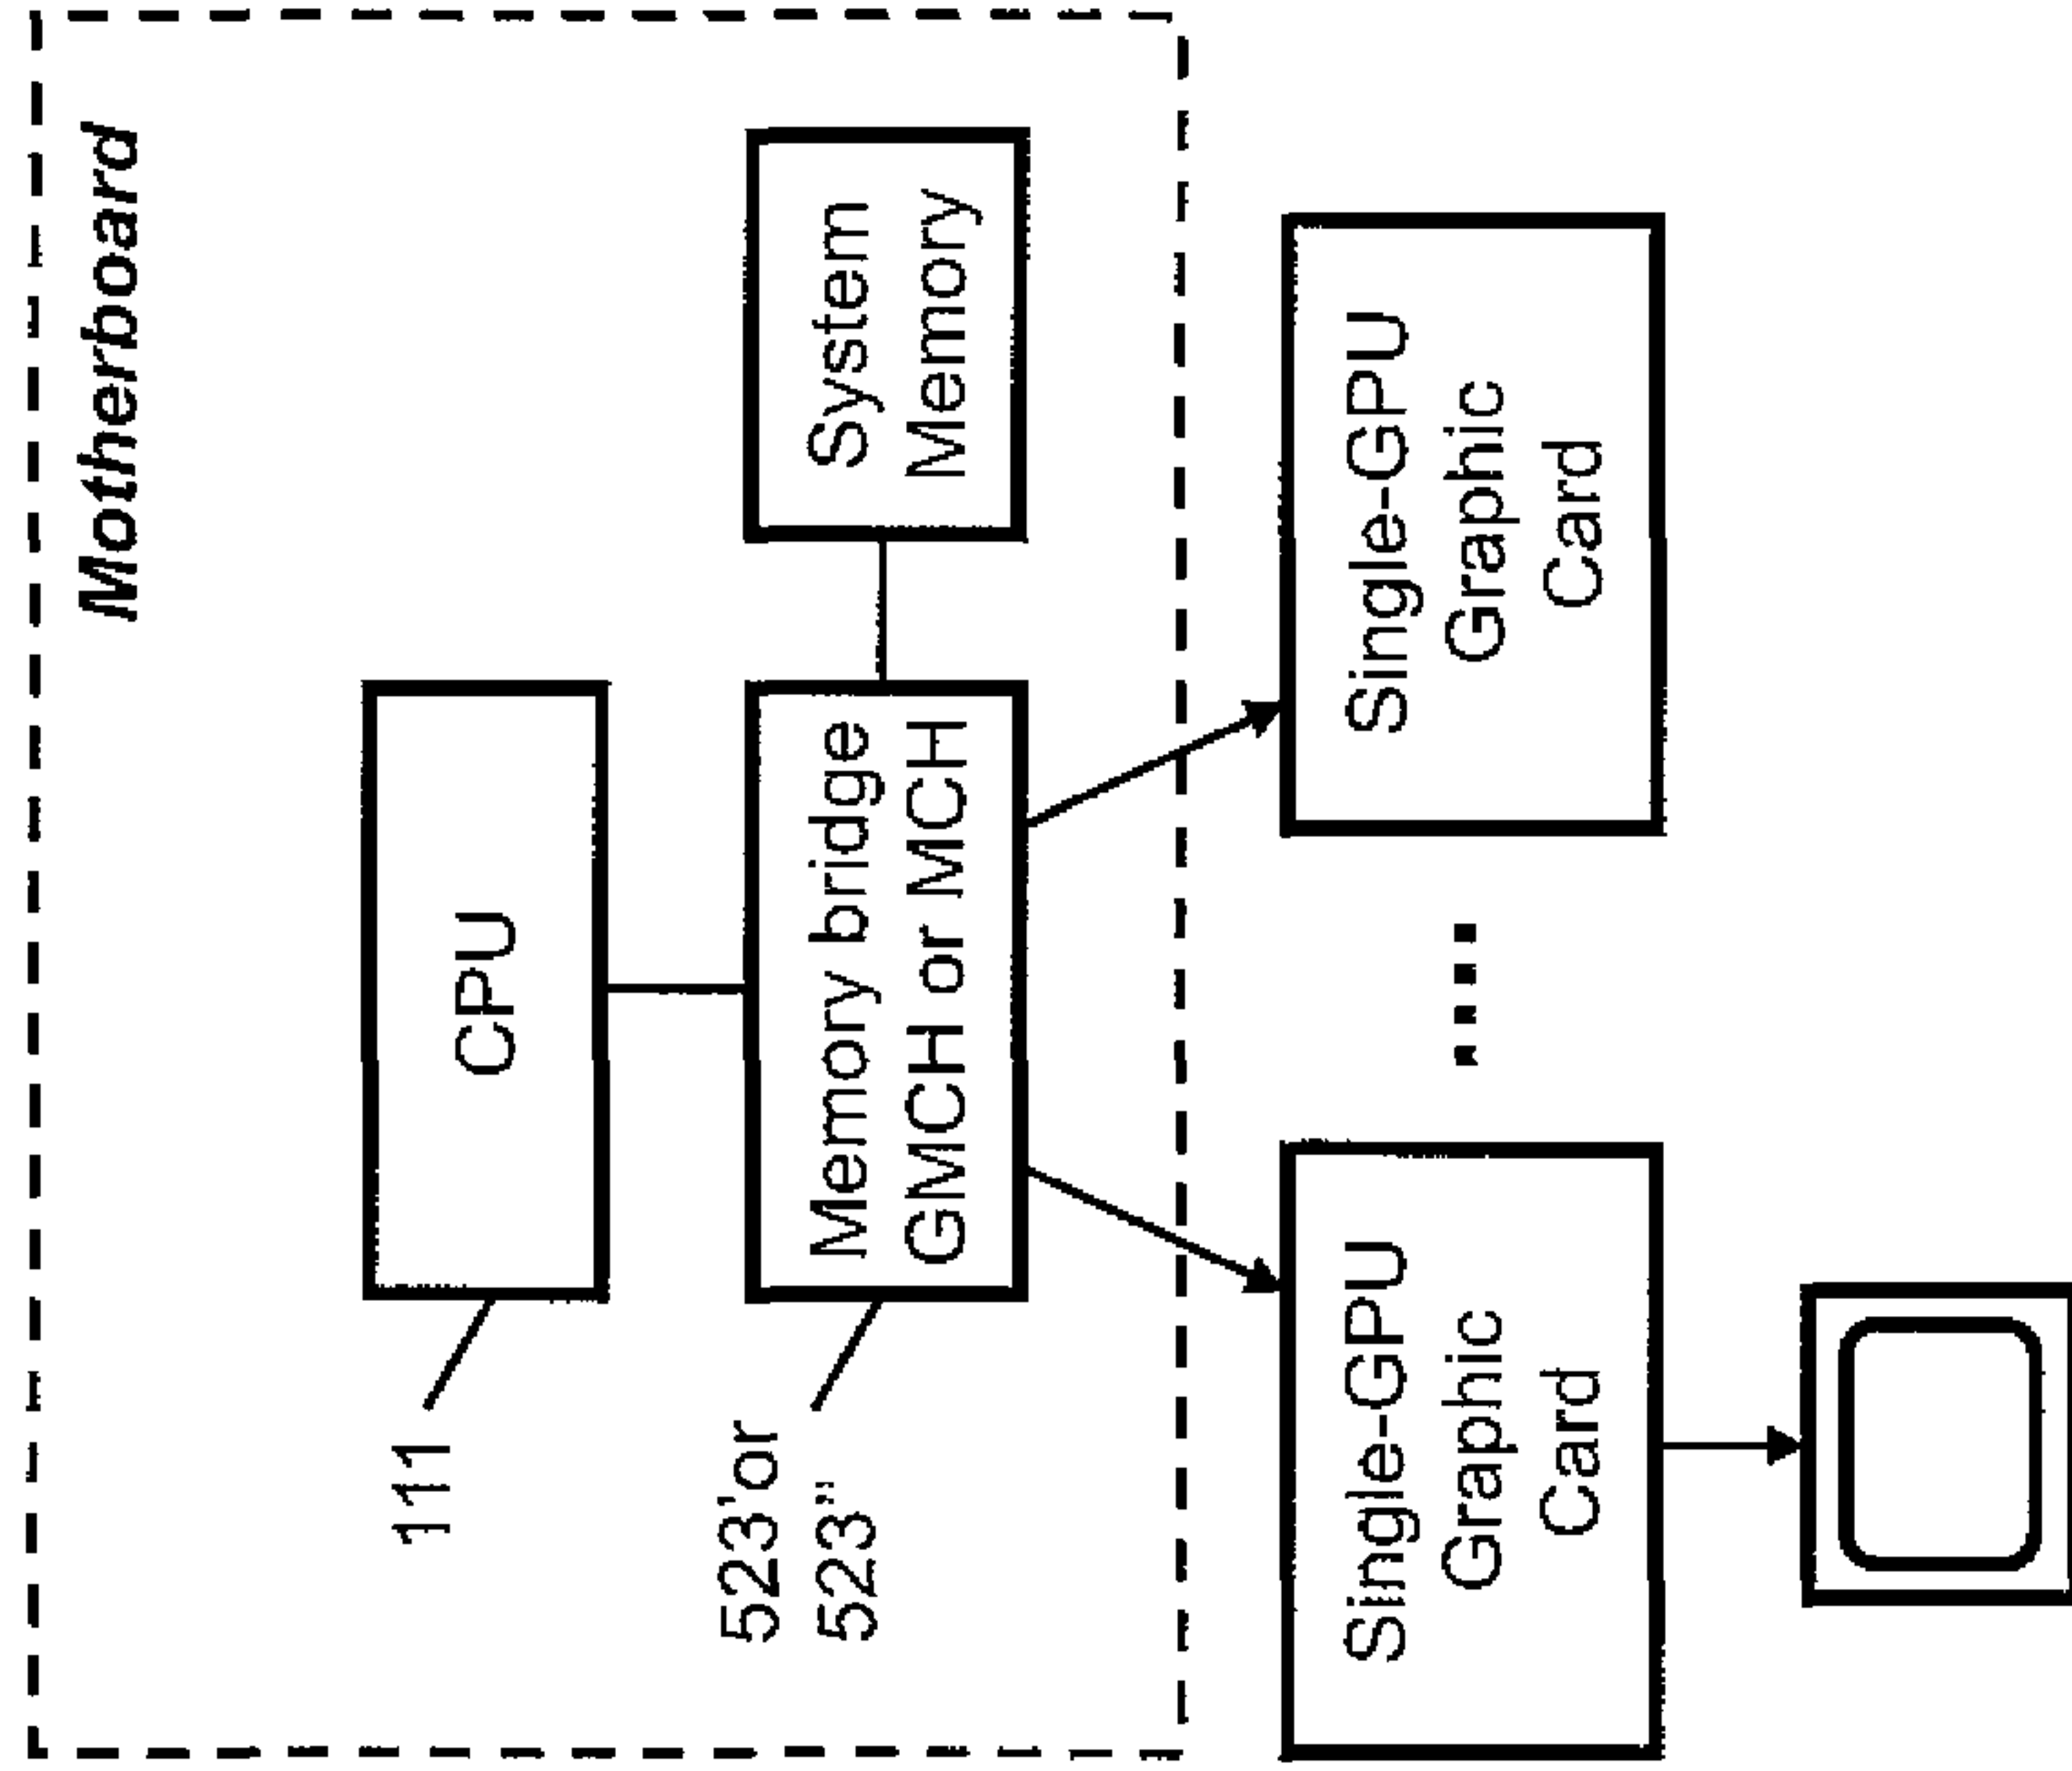 Motherboard
CPU
111
Memory bridge
GMCH or MCH
System
Memory
523'or
523"
Single-GPU
Graphic
Card
Single-GPU
Graphic
Card